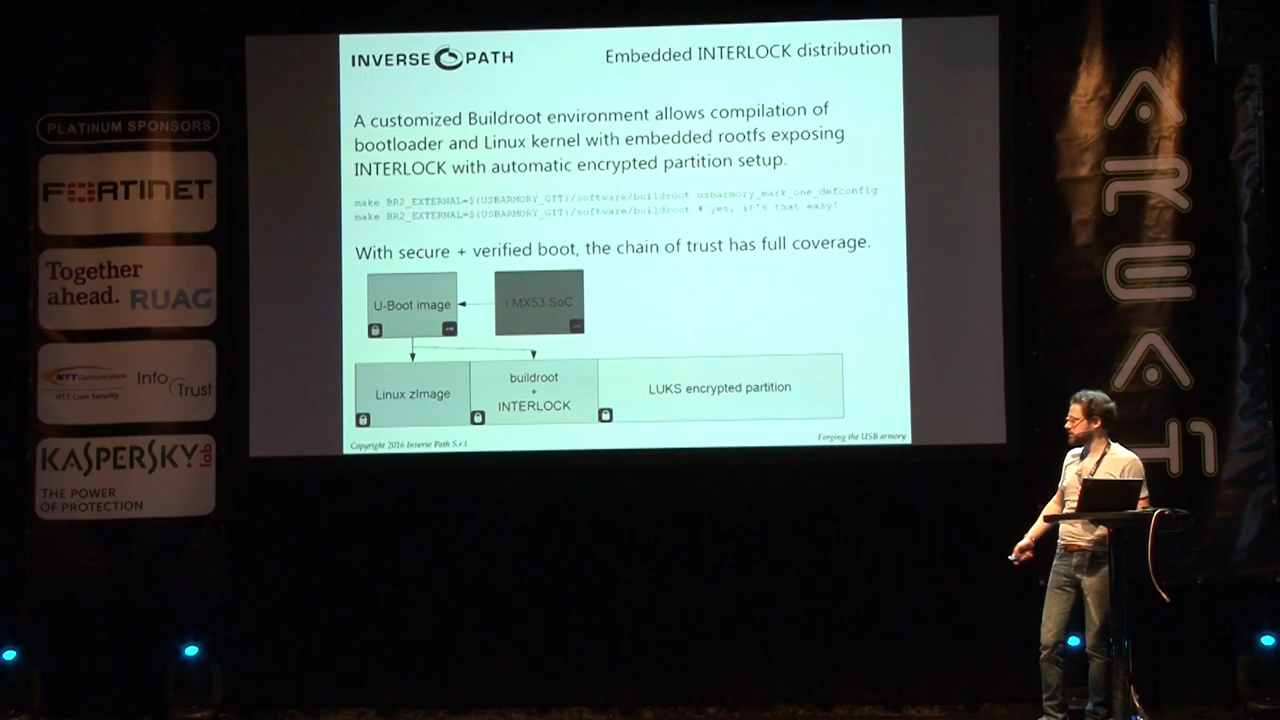 PLATINUM SPONSORS
FORTINET
Together
ahead. RUAG
NTT Communications
NTT Com Security
Info
Trust
KASPERSKY lab
THE POWER
OF PROTECTION
INVERSE PATH
Embedded INTERLOCK distribution
A customized Buildroot environment allows compilation of
bootloader and Linux kernel with embedded rootfs exposing
INTERLOCK with automatic encrypted partition setup.
make BR2_EXTERNAL=$(USBARMORY_GIT)/software/buildroot usbarmory_mark_one_defconfig
make BR2_EXTERNAL=$(USBARMORY_GIT)/software/buildroot # yes, it's that easy!
With secure + verified boot, the chain of trust has full coverage.
U-Boot image
i.MX53 SoC
Linux zImage
buildroot
+
INTERLOCK
LUKS encrypted partition
Copyright 2016 Inverse Path S.r.l.
Forging the USB armory
AREA41